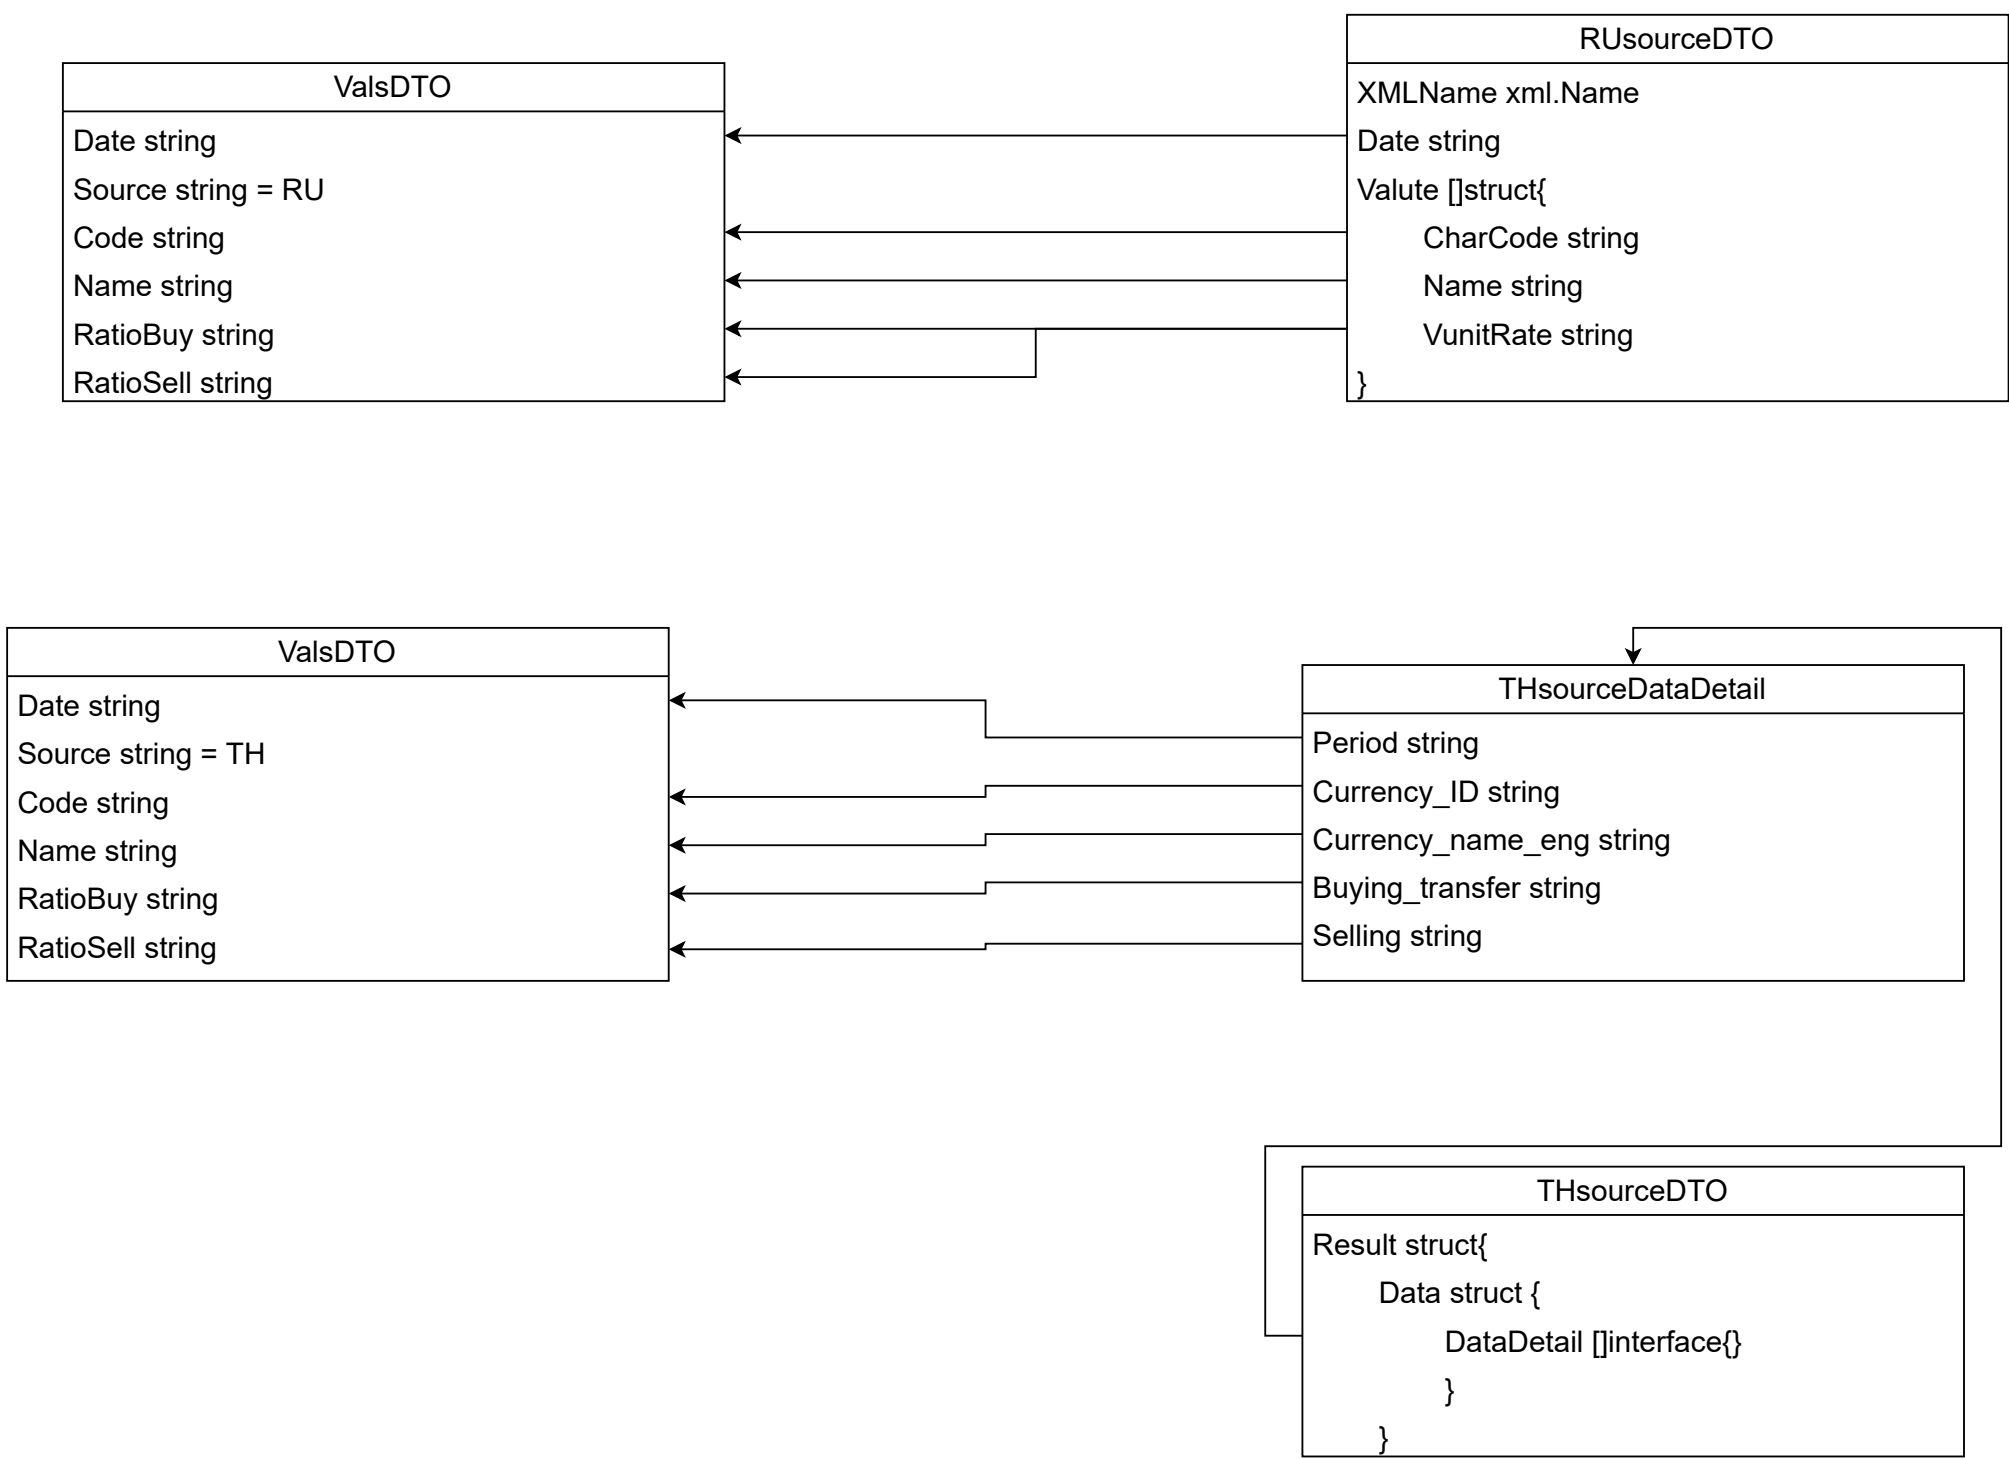 RUsourceDTO
XMLName xml.Name
Date string
Valute []struct{
CharCode string
Name string
VunitRate string
}
ValsDTO
Date string
Source string = RU
Code string
Name string
RatioBuy string
RatioSell string
ValsDTO
Date string
Source string = TH
Code string
Name string
RatioBuy string
RatioSell string
THsourceDataDetail
Period string
Currency_ID string
Currency_name_eng string
Buying_transfer string
Selling string
THsourceDTO
Result struct{
Data struct {
DataDetail []interface{}
}
}